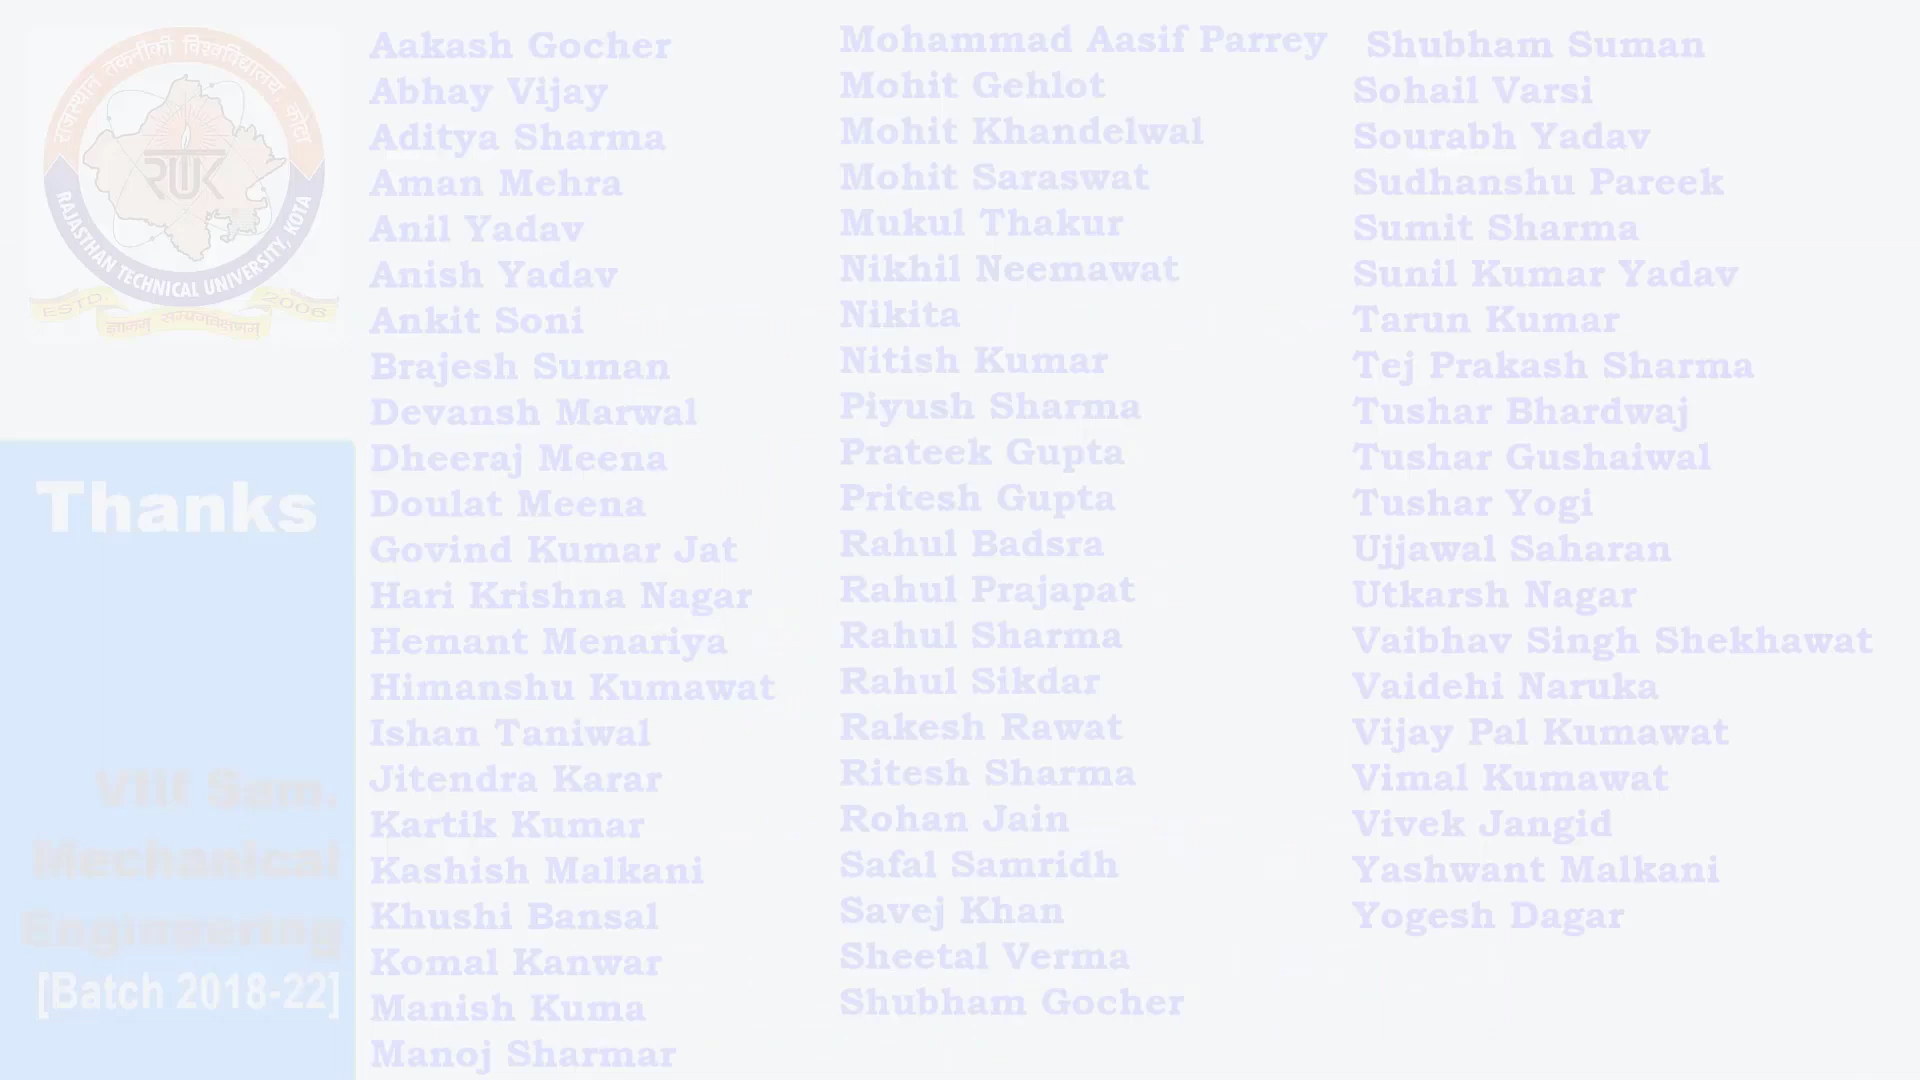 राजस्थान तकनीकी विश्वविद्यालय, कोटा
RTUK
RAJASTHAN TECHNICAL UNIVERSITY, KOTA
ESTD. 2006
Thanks
VIII Sem.
Mechanical
Engineering
[Batch 2018-22]
Aakash Gocher
Abhay Vijay
Aditya Sharma
Aman Mehra
Anil Yadav
Anish Yadav
Ankit Soni
Brajesh Suman
Devansh Marwal
Dheeraj Meena
Doulat Meena
Govind Kumar Jat
Hari Krishna Nagar
Hemant Menariya
Himanshu Kumawat
Ishan Taniwal
Jitendra Karar
Kartik Kumar
Kashish Malkani
Khushi Bansal
Komal Kanwar
Manish Kuma
Manoj Sharmar
Mohammad Aasif Parrey
Mohit Gehlot
Mohit Khandelwal
Mohit Saraswat
Mukul Thakur
Nikhil Neemawat
Nikita
Nitish Kumar
Piyush Sharma
Prateek Gupta
Pritesh Gupta
Rahul Badsra
Rahul Prajapat
Rahul Sharma
Rahul Sikdar
Rakesh Rawat
Ritesh Sharma
Rohan Jain
Safal Samridh
Savej Khan
Sheetal Verma
Shubham Gocher
Shubham Suman
Sohail Varsi
Sourabh Yadav
Sudhanshu Pareek
Sumit Sharma
Sunil Kumar Yadav
Tarun Kumar
Tej Prakash Sharma
Tushar Bhardwaj
Tushar Gushaiwal
Tushar Yogi
Ujjawal Saharan
Utkarsh Nagar
Vaibhav Singh Shekhawat
Vaidehi Naruka
Vijay Pal Kumawat
Vimal Kumawat
Vivek Jangid
Yashwant Malkani
Yogesh Dagar